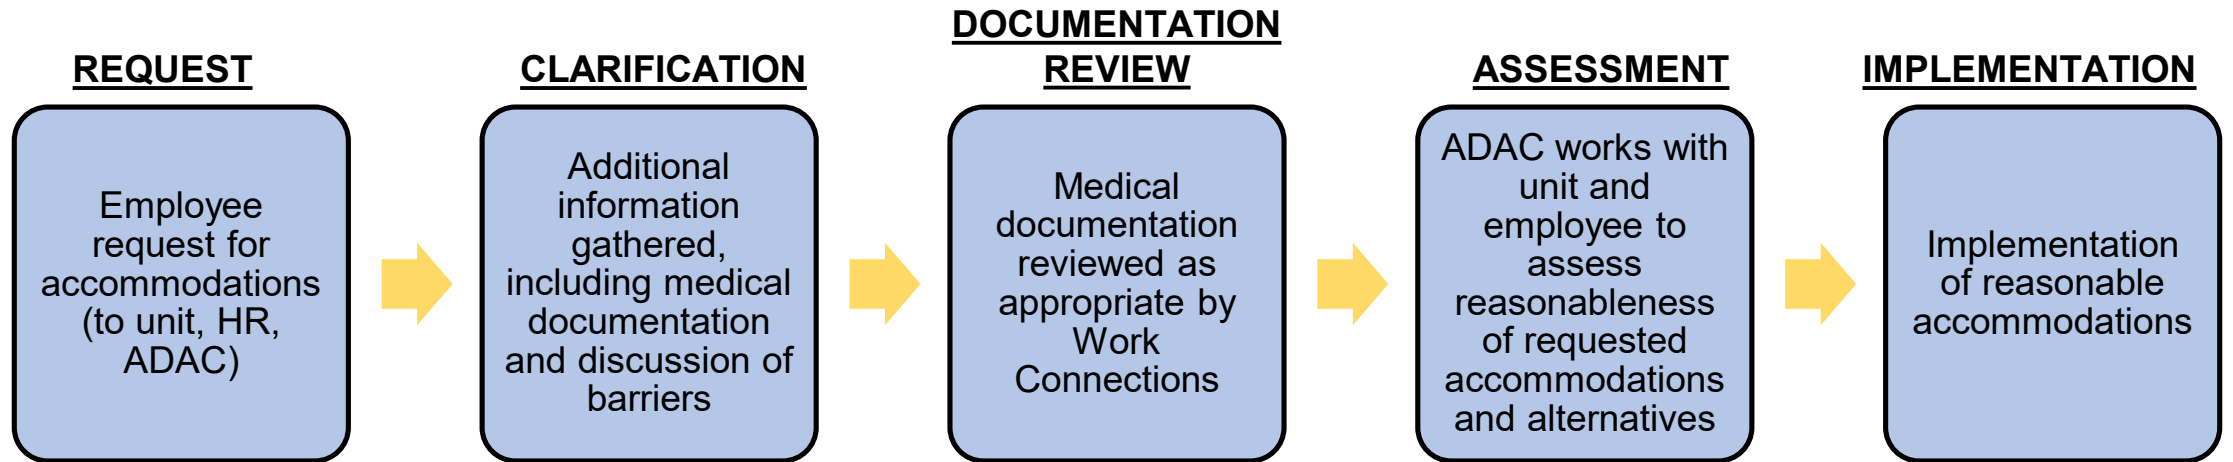 REQUEST
Employee
request for
accommodations
(to unit, HR,
ADAC)
CLARIFICATION
Additional
information
gathered,
including medical
documentation
and discussion of
barriers
DOCUMENTATION
REVIEW
Medical
documentation
reviewed as
appropriate by
Work
Connections
ASSESSMENT
ADAC works with
unit and
employee to
assess
reasonableness
of requested
accommodations
and alternatives
IMPLEMENTATION
Implementation
of reasonable
accommodations